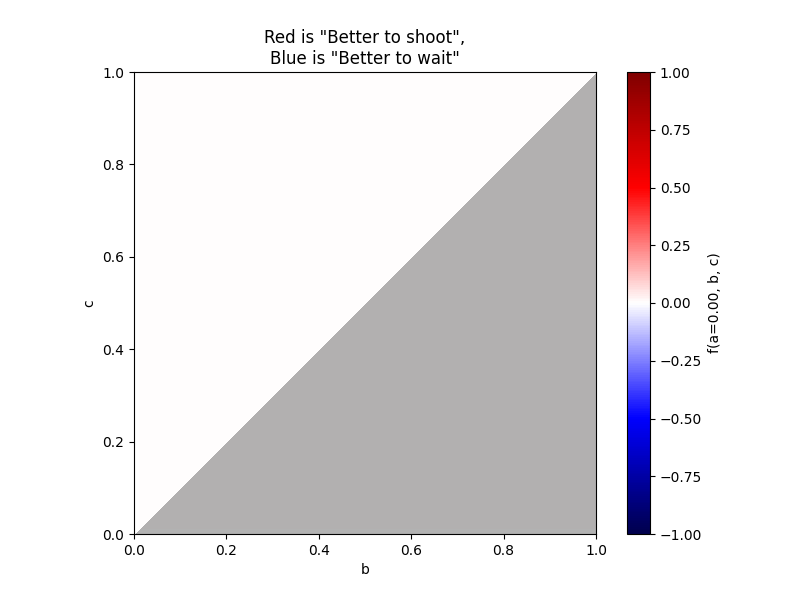 Red is "Better to shoot",
Blue is "Better to wait"
1.0
0.8
0.6
0.4
0.2
0.0
c
0.0 0.2 0.4 0.6 0.8 1.0
b
1.00
0.75
0.50
0.25
0.00
−0.25
−0.50
−0.75
−1.00
f(a=0.00, b, c)